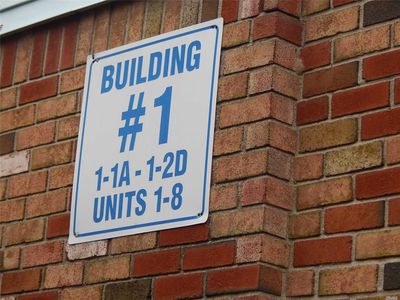 BUILDING
#1
1-1A - 1-2D
UNITS 1-8